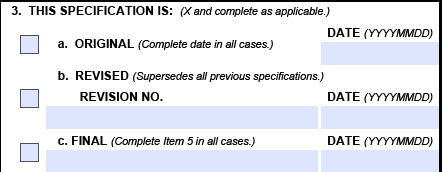 3. THIS SPECIFICATION IS: (X and complete as applicable.)
DATE (YYYYMMDD)
a. ORIGINAL (Complete date in all cases.)
b. REVISED (Supersedes all previous specifications.)
REVISION NO. DATE (YYYYMMDD)
c. FINAL (Complete Item 5 in all cases.) DATE (YYYYMMDD)